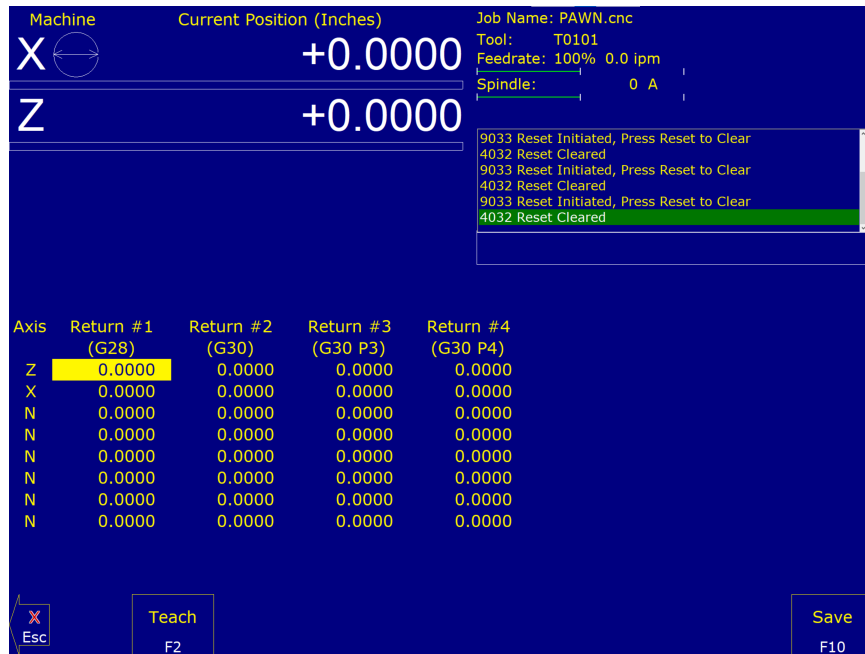 Machine Current Position (Inches)
X +0.0000
Z +0.0000
Job Name: PAWN.cnc
Tool: T0101
Feedrate: 100% 0.0 ipm
Spindle: 0 A
9033 Reset Initiated, Press Reset to Clear
4032 Reset Cleared
9033 Reset Initiated, Press Reset to Clear
4032 Reset Cleared
9033 Reset Initiated, Press Reset to Clear
4032 Reset Cleared
Axis Return #1 Return #2 Return #3 Return #4
(G28) (G30) (G30 P3) (G30 P4)
Z 0.0000 0.0000 0.0000 0.0000
X 0.0000 0.0000 0.0000 0.0000
N 0.0000 0.0000 0.0000 0.0000
N 0.0000 0.0000 0.0000 0.0000
N 0.0000 0.0000 0.0000 0.0000
N 0.0000 0.0000 0.0000 0.0000
N 0.0000 0.0000 0.0000 0.0000
N 0.0000 0.0000 0.0000 0.0000
X Teach Save
Esc F2 F10